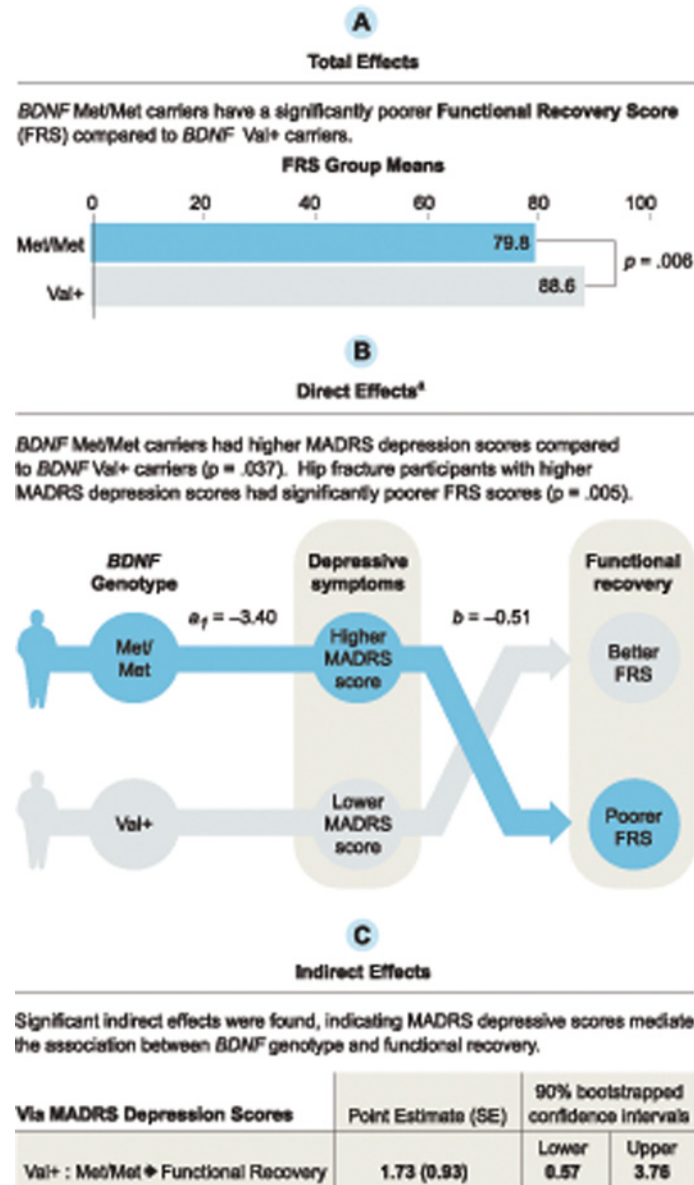 A
Total Effects
BDNF Met/Met carriers have a significantly poorer Functional Recovery Score
(FRS) compared to BDNF Val+ carriers.
FRS Group Means
0 20 40 60 80 100
Met/Met 79.8
p = .006
Val+ 88.6
B
Direct Effectsᵃ
BDNF Met/Met carriers had higher MADRS depression scores compared
to BDNF Val+ carriers (p = .037). Hip fracture participants with higher
MADRS depression scores had significantly poorer FRS scores (p = .005).
BDNF
Genotype
Depressive
symptoms
Functional
recovery
a₁ = –3.40
b = –0.51
Met/
Met
Higher
MADRS
score
Better
FRS
Val+
Lower
MADRS
score
Poorer
FRS
C
Indirect Effects
Significant indirect effects were found, indicating MADRS depressive scores mediate
the association between BDNF genotype and functional recovery.
Via MADRS Depression Scores
Point Estimate (SE)
90% bootstrapped
confidence intervals
Lower Upper
Val+ : Met/Met → Functional Recovery 1.73 (0.93) 0.57 3.76